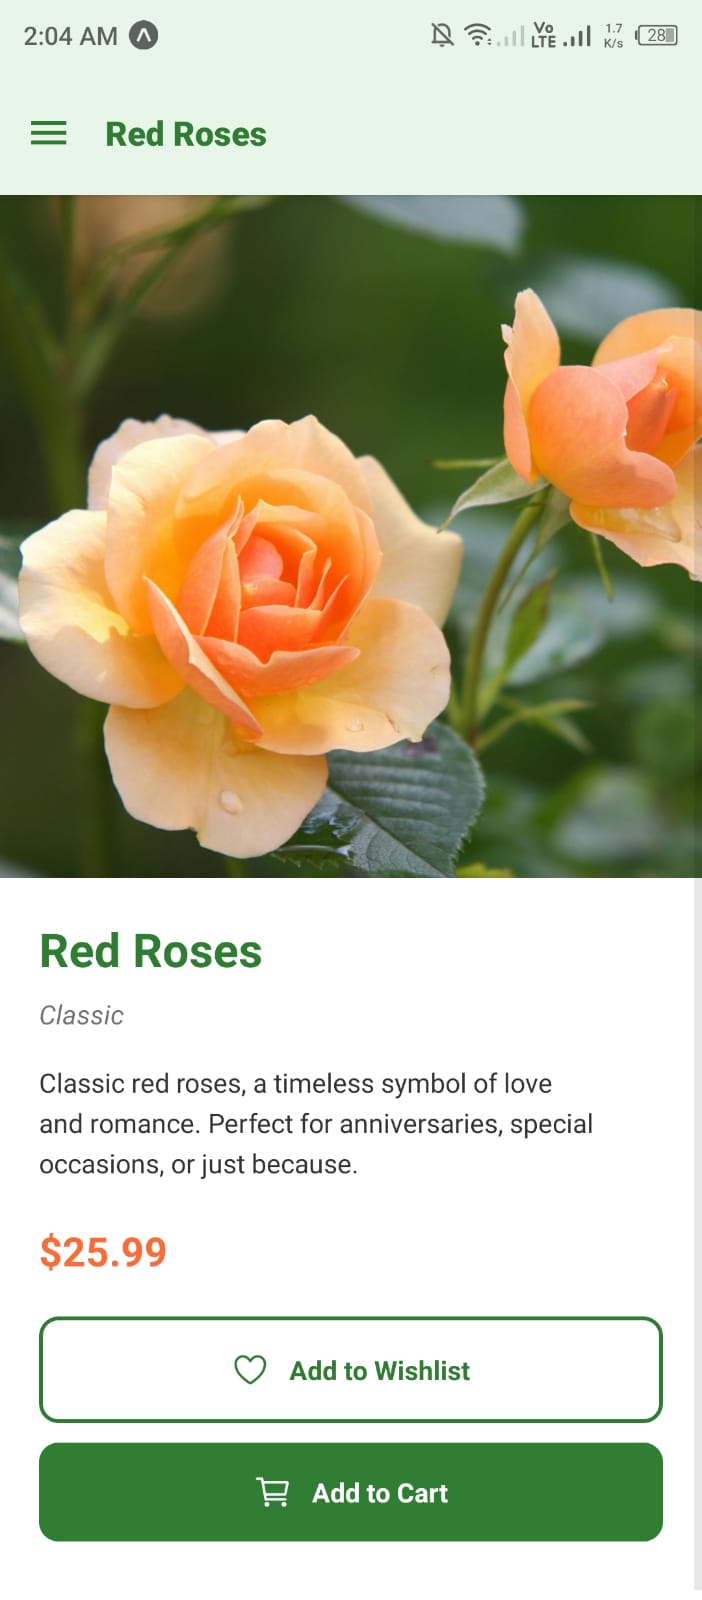 2:04 AM Vo LTE 1.7 K/s 28
Red Roses
Red Roses
Classic
Classic red roses, a timeless symbol of love
and romance. Perfect for anniversaries, special
occasions, or just because.
$25.99
Add to Wishlist
Add to Cart